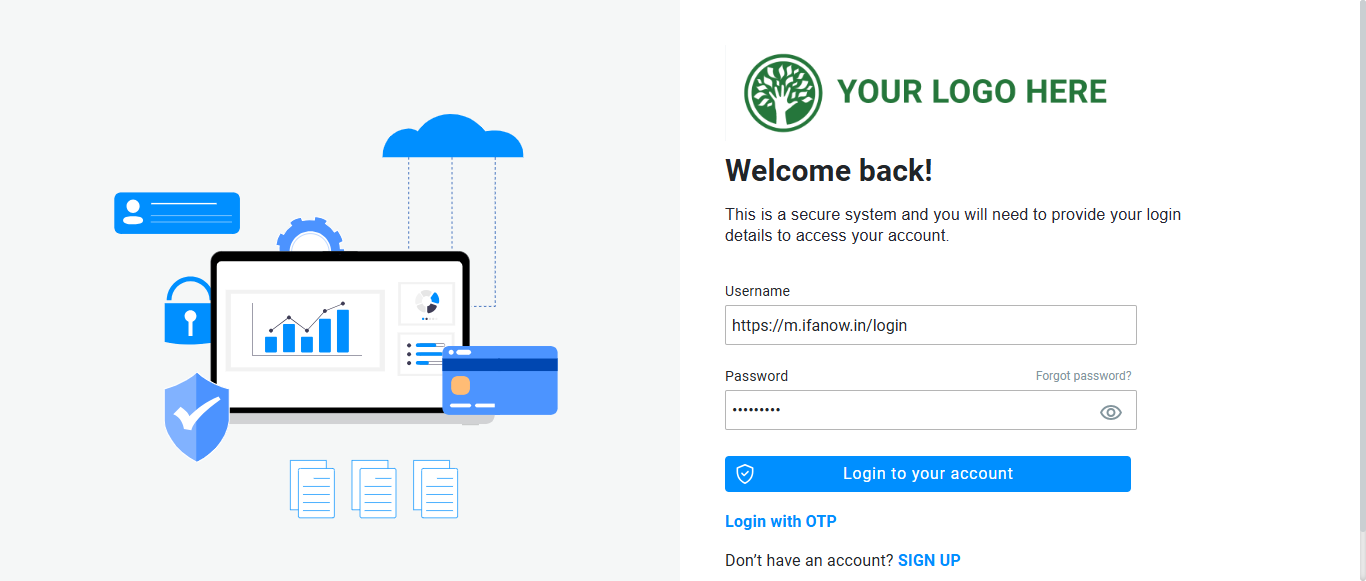 YOUR LOGO HERE
Welcome back!
This is a secure system and you will need to provide your login
details to access your account.
Username
https://m.ifanow.in/login
Password
Forgot password?
•••••••••
Login to your account
Login with OTP
Don’t have an account? SIGN UP